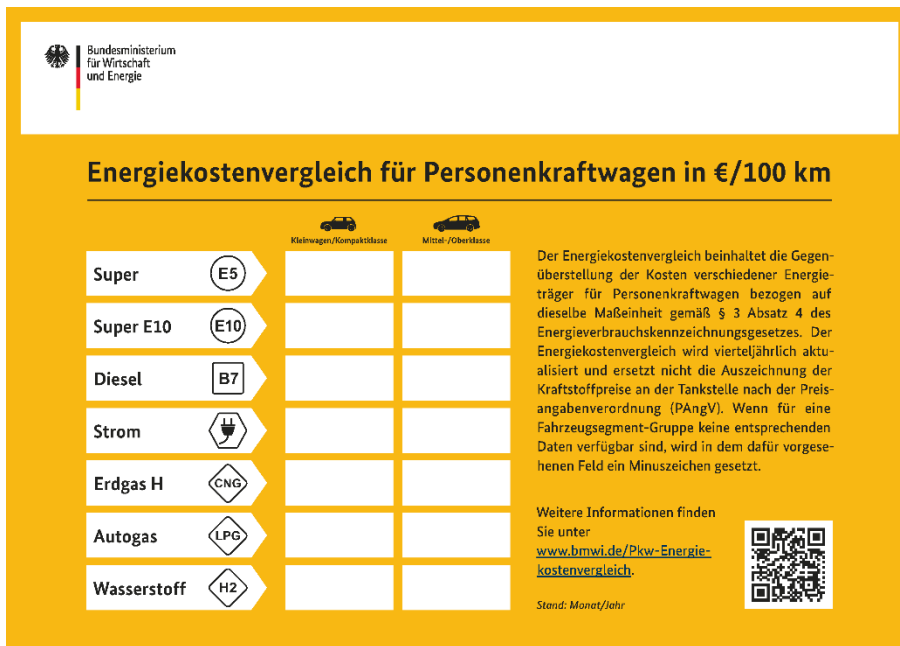 Bundesministerium
für Wirtschaft
und Energie
Energiekostenvergleich für Personenkraftwagen in €/100 km
Kleinwagen/Kompaktklasse
Mittel-/Oberklasse
Super E5
Super E10 E10
Diesel B7
Strom
Erdgas H CNG
Autogas LPG
Wasserstoff H2
Der Energiekostenvergleich beinhaltet die Gegen-
überstellung der Kosten verschiedener Energie-
träger für Personenkraftwagen bezogen auf
dieselbe Maßeinheit gemäß § 3 Absatz 4 des
Energieverbrauchskennzeichnungsgesetzes. Der
Energiekostenvergleich wird vierteljährlich aktu-
alisiert und ersetzt nicht die Auszeichnung der
Kraftstoffpreise an der Tankstelle nach der Preis-
angabenverordnung (PAngV). Wenn für eine
Fahrzeugsegment-Gruppe keine entsprechenden
Daten verfügbar sind, wird in dem dafür vorgese-
henen Feld ein Minuszeichen gesetzt.
Weitere Informationen finden
Sie unter
www.bmwi.de/Pkw-Energie-
kostenvergleich.
Stand: Monat/Jahr